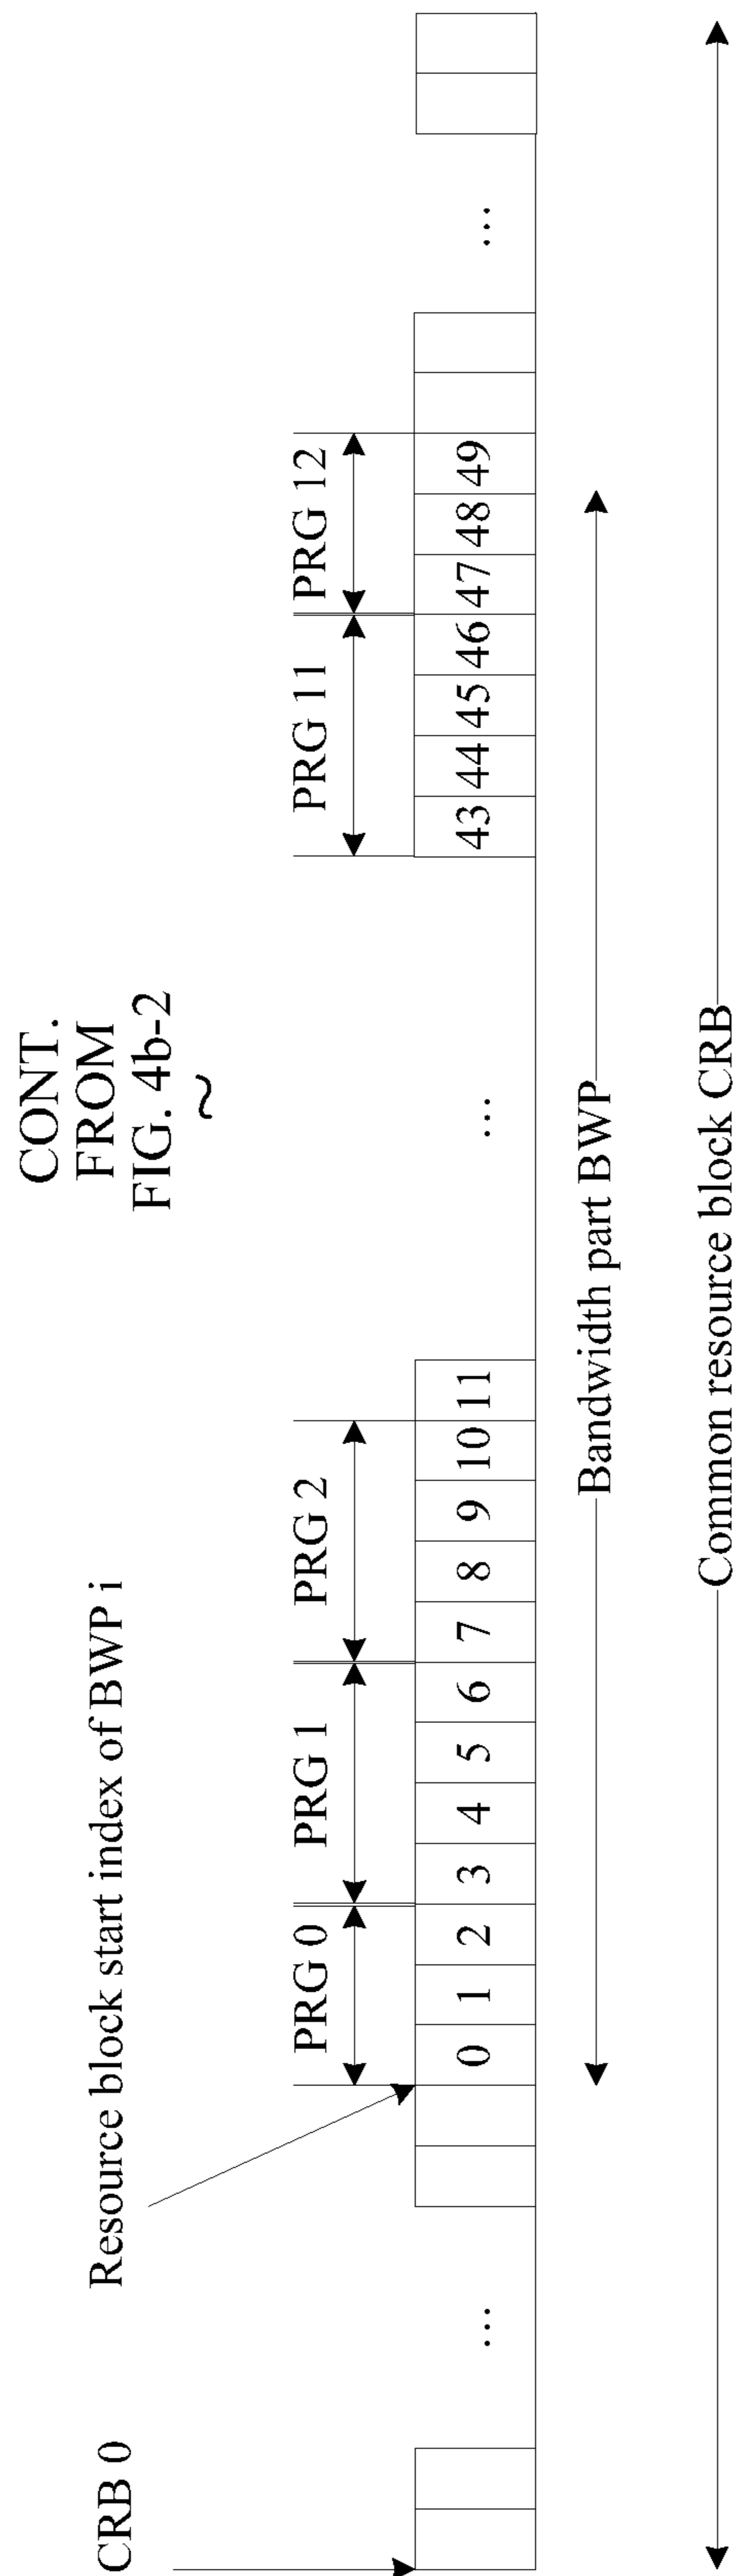 CONT.
FROM
FIG. 4b-2
~
CRB 0
Resource block start index of BWP i
PRG 0 PRG 1 PRG 2 PRG 11 PRG 12
... 0 1 2 3 4 5 6 7 8 9 10 11 ... 43 44 45 46 47 48 49 ...
Bandwidth part BWP
Common resource block CRB